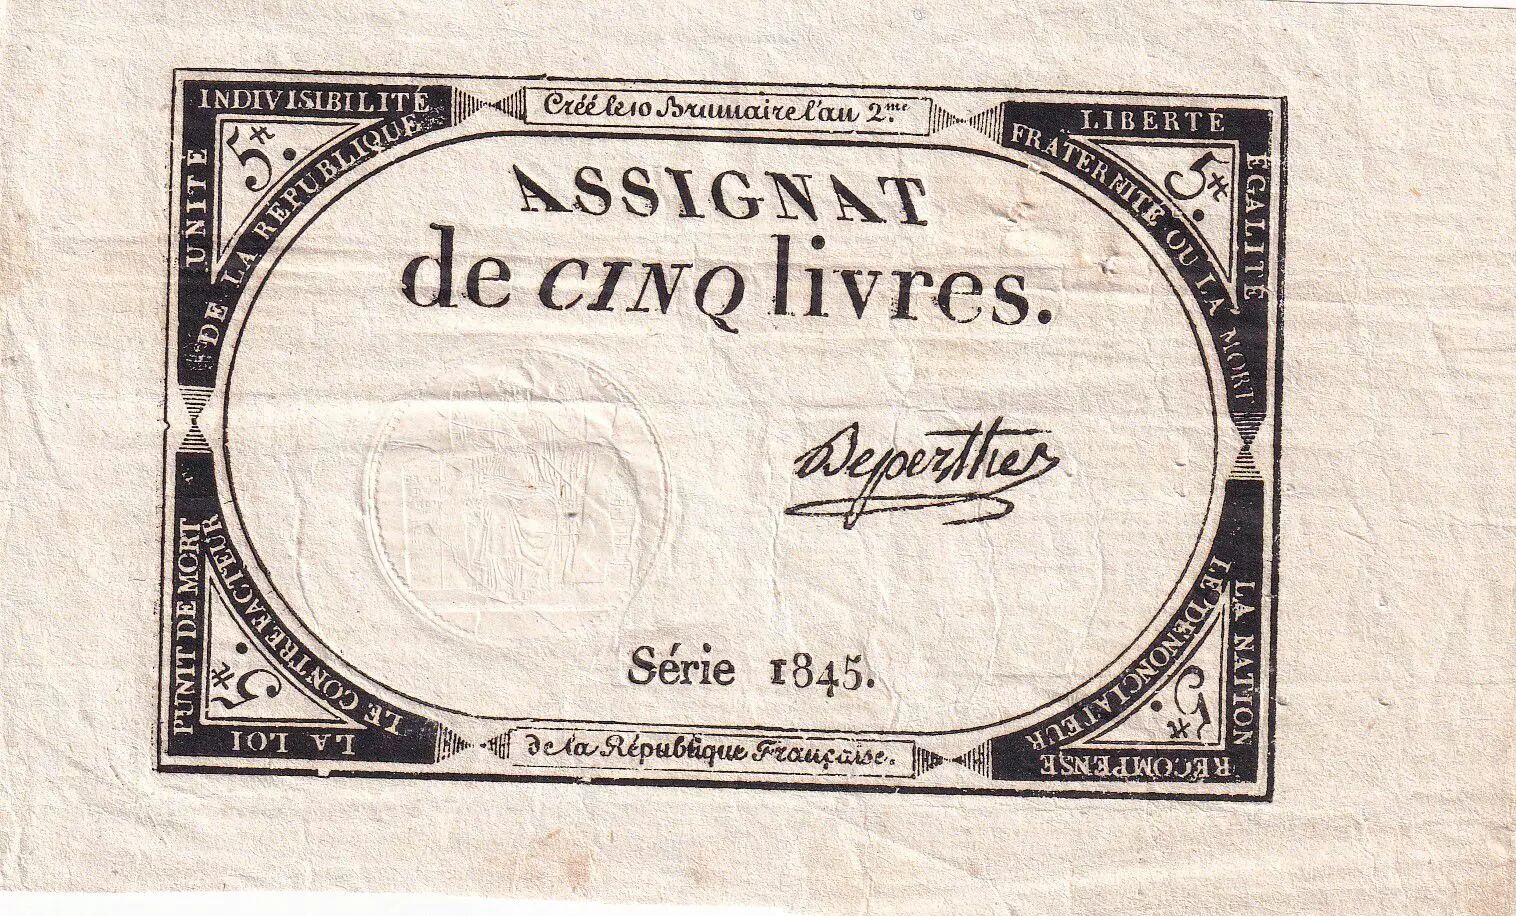 Créé le 10 Brumaire l'an 2.me
INDIVISIBILITÉ
UNITÉ
DE LA REPUBLIQUE
5#.
LIBERTÉ
ÉGALITÉ
FRATERNITÉ OU LA MORT
5#.
ASSIGNAT
de CINQ livres.
Deperthes
Série 1845.
LA LOI
PUNIT DE MORT
LE CONTREFACTEUR
5#.
LA NATION
RÉCOMPENSE
LE DÉNONCIATEUR
5#.
de la République Française.